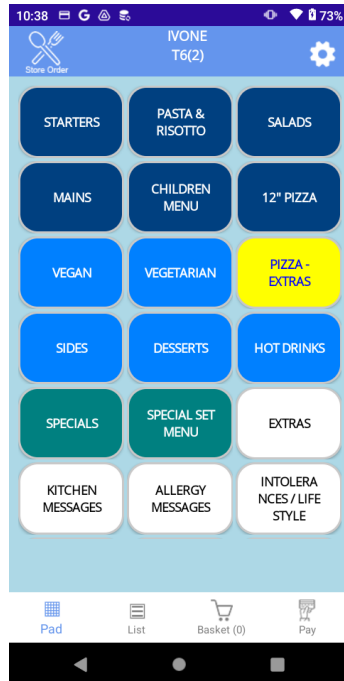 10:38 G 73%
IVONE
T6(2)
Store Order
STARTERS
PASTA &
RISOTTO
SALADS
MAINS
CHILDREN
MENU
12" PIZZA
VEGAN
VEGETARIAN
PIZZA -
EXTRAS
SIDES
DESSERTS
HOT DRINKS
SPECIALS
SPECIAL SET
MENU
EXTRAS
KITCHEN
MESSAGES
ALLERGY
MESSAGES
INTOLERA
NCES / LIFE
STYLE
Pad
List
Basket (0)
Pay